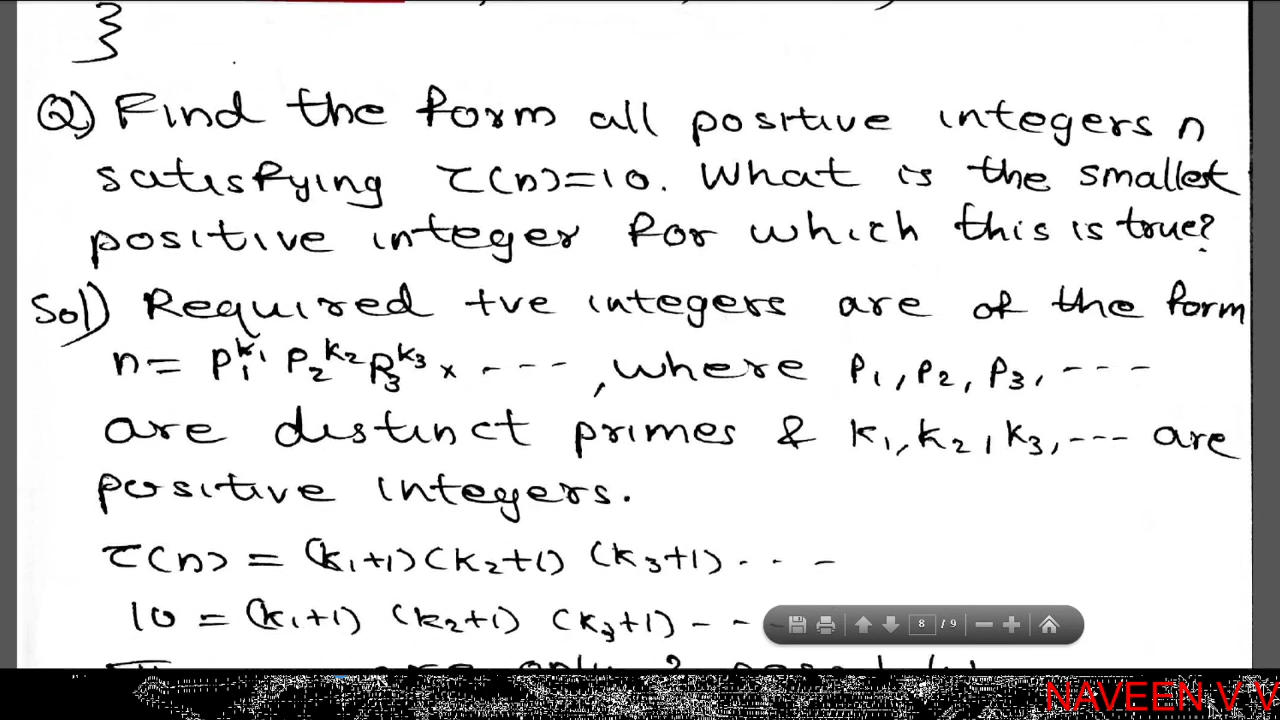 }
Q) Find the form all positive integers n
satisfying τ(n)=10. What is the smallest
positive integer for which this is true?
Sol) Required +ve integers are of the form
n = p₁^k₁ p₂^k₂ p₃^k₃ × ---- , where p₁, p₂, p₃, ---
are distinct primes & k₁, k₂, k₃, --- are
positive integers.
τ(n) = (k₁+1) (k₂+1) (k₃+1) - - - -
10 = (k₁+1) (k₂+1) (k₃+1) - - -
8 / 9
are only 2
NAVEEN V V